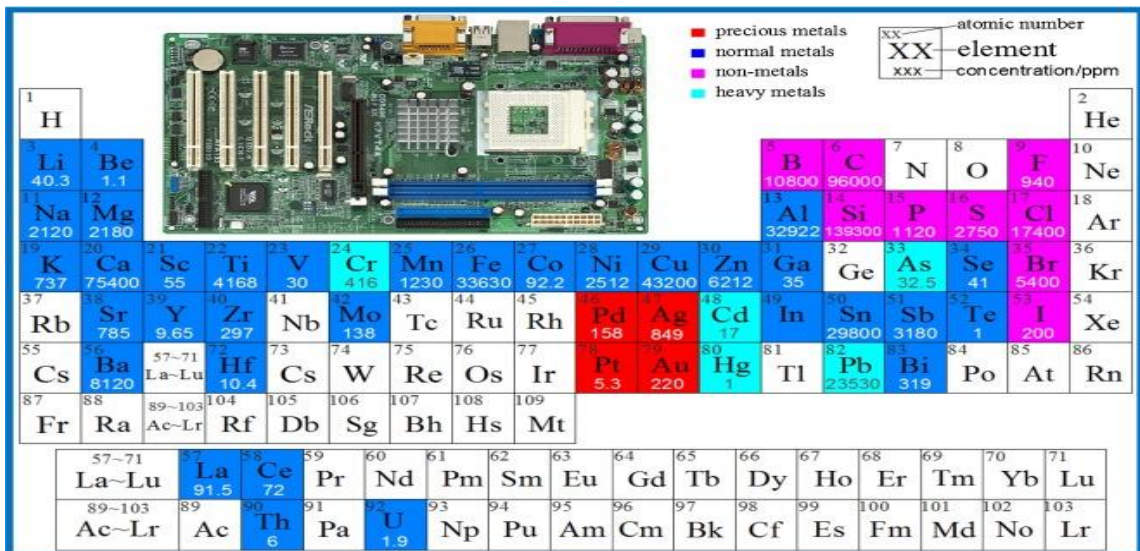 precious metals
normal metals
non-metals
heavy metals
xx atomic number
XX element
xxx concentration/ppm
1 2
H He
3 4 5 6 7 8 9 10
Li Be B C N O F Ne
40.3 1.1 10800 96000 940
11 12 13 14 15 16 17 18
Na Mg Al Si P S Cl Ar
2120 2180 32922 139300 1120 2750 17400
19 20 21 22 23 24 25 26 27 28 29 30 31 32 33 34 35 36
K Ca Sc Ti V Cr Mn Fe Co Ni Cu Zn Ga Ge As Se Br Kr
737 75400 55 4168 30 416 1230 33630 92.2 2512 43200 6212 35 32.5 41 5400
37 38 39 40 41 42 43 44 45 46 47 48 49 50 51 52 53 54
Rb Sr Y Zr Nb Mo Tc Ru Rh Pd Ag Cd In Sn Sb Te I Xe
785 9.65 297 138 158 849 17 29800 3180 1 200
55 56 57~71 72 73 74 75 76 77 78 79 80 81 82 83 84 85 86
Cs Ba La~Lu Hf Cs W Re Os Ir Pt Au Hg Tl Pb Bi Po At Rn
8120 10.4 5.3 220 1 23530 319
87 88 89~103 104 105 106 107 108 109
Fr Ra Ac~Lr Rf Db Sg Bh Hs Mt
57~71 57 58 59 60 61 62 63 64 65 66 67 68 69 70 71
La~Lu La Ce Pr Nd Pm Sm Eu Gd Tb Dy Ho Er Tm Yb Lu
91.5 72
89~103 89 90 91 92 93 94 95 96 97 98 99 100 101 102 103
Ac~Lr Ac Th Pa U Np Pu Am Cm Bk Cf Es Fm Md No Lr
6 1.9